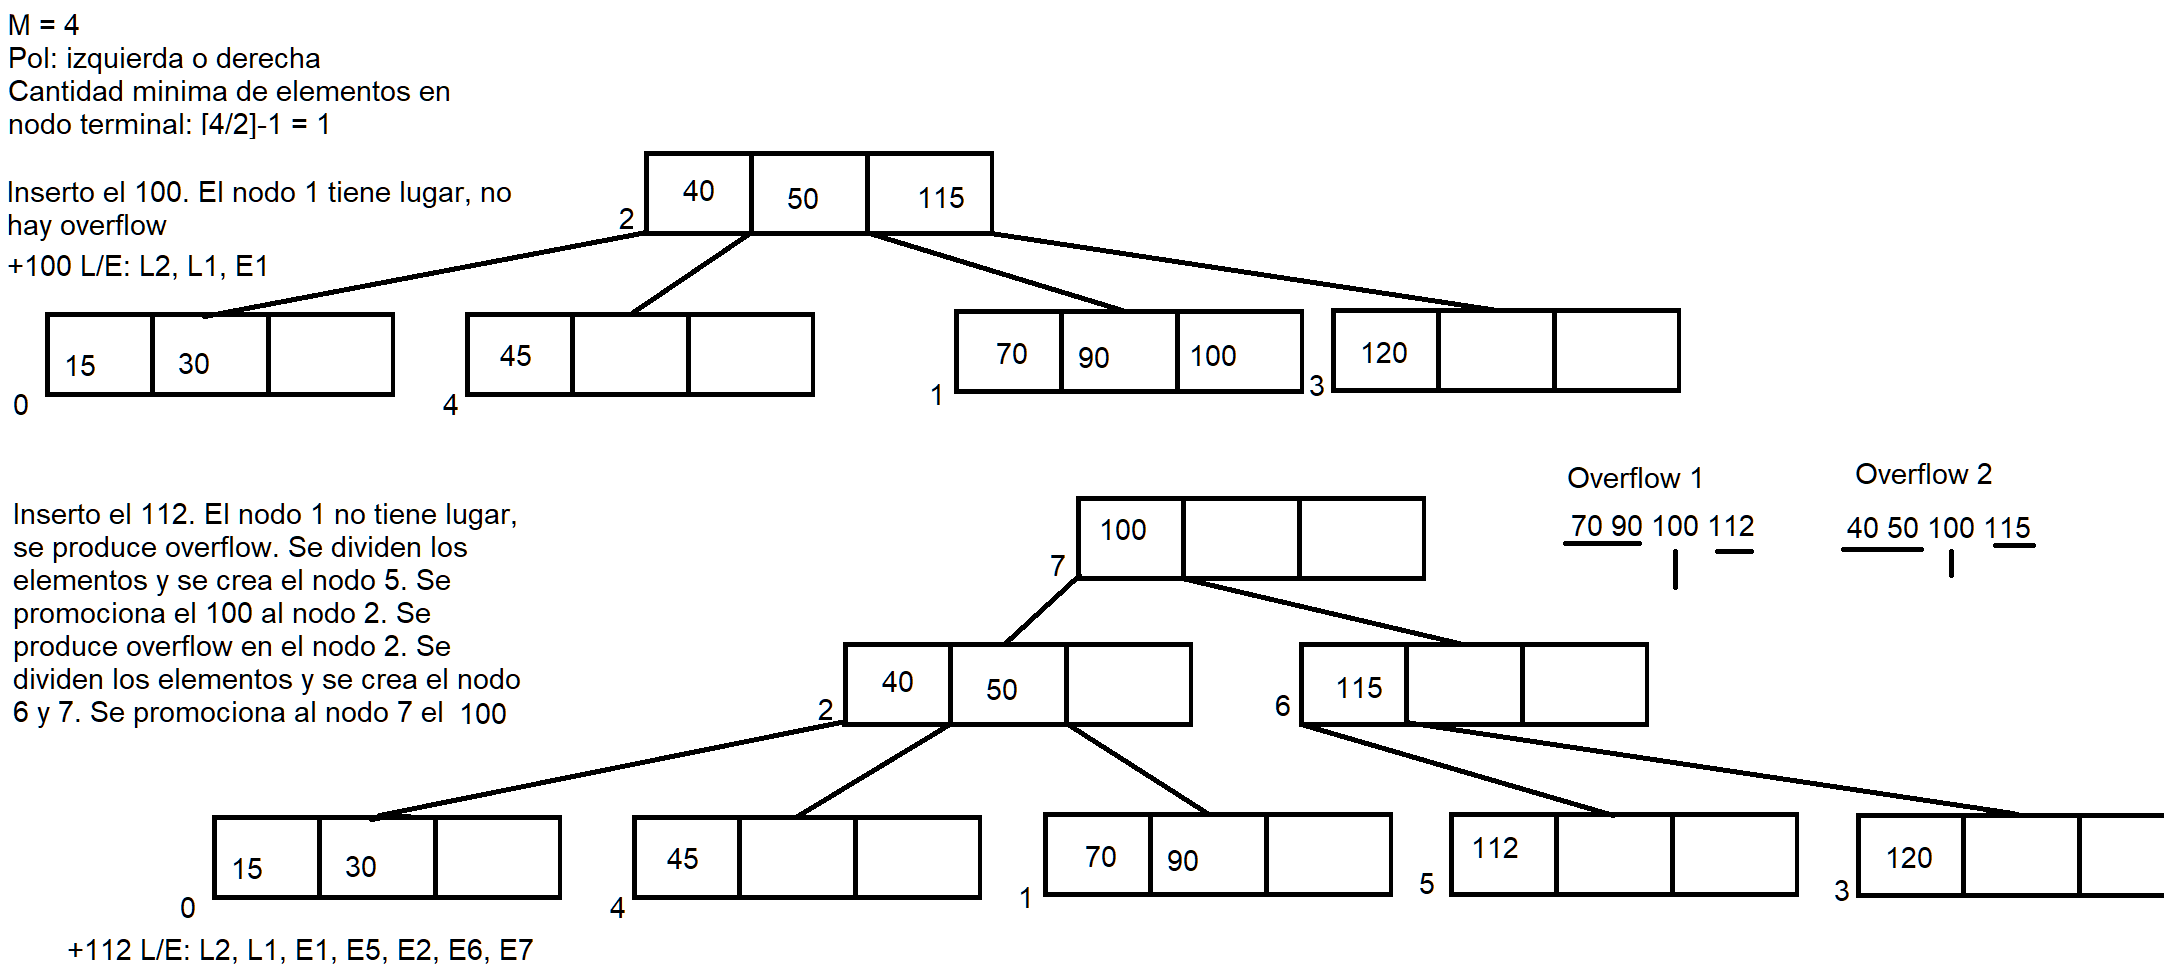 M = 4
Pol: izquierda o derecha
Cantidad minima de elementos en
nodo terminal: [4/2]-1 = 1
Inserto el 100. El nodo 1 tiene lugar, no
hay overflow
+100 L/E: L2, L1, E1
2 40 50 115
0 15 30
4 45
1 70 90 100
3 120
Inserto el 112. El nodo 1 no tiene lugar,
se produce overflow. Se dividen los
elementos y se crea el nodo 5. Se
promociona el 100 al nodo 2. Se
produce overflow en el nodo 2. Se
dividen los elementos y se crea el nodo
6 y 7. Se promociona al nodo 7 el 100
Overflow 1
70 90 100 112
Overflow 2
40 50 100 115
7 100
2 40 50
6 115
0 15 30
4 45
1 70 90
5 112
3 120
+112 L/E: L2, L1, E1, E5, E2, E6, E7